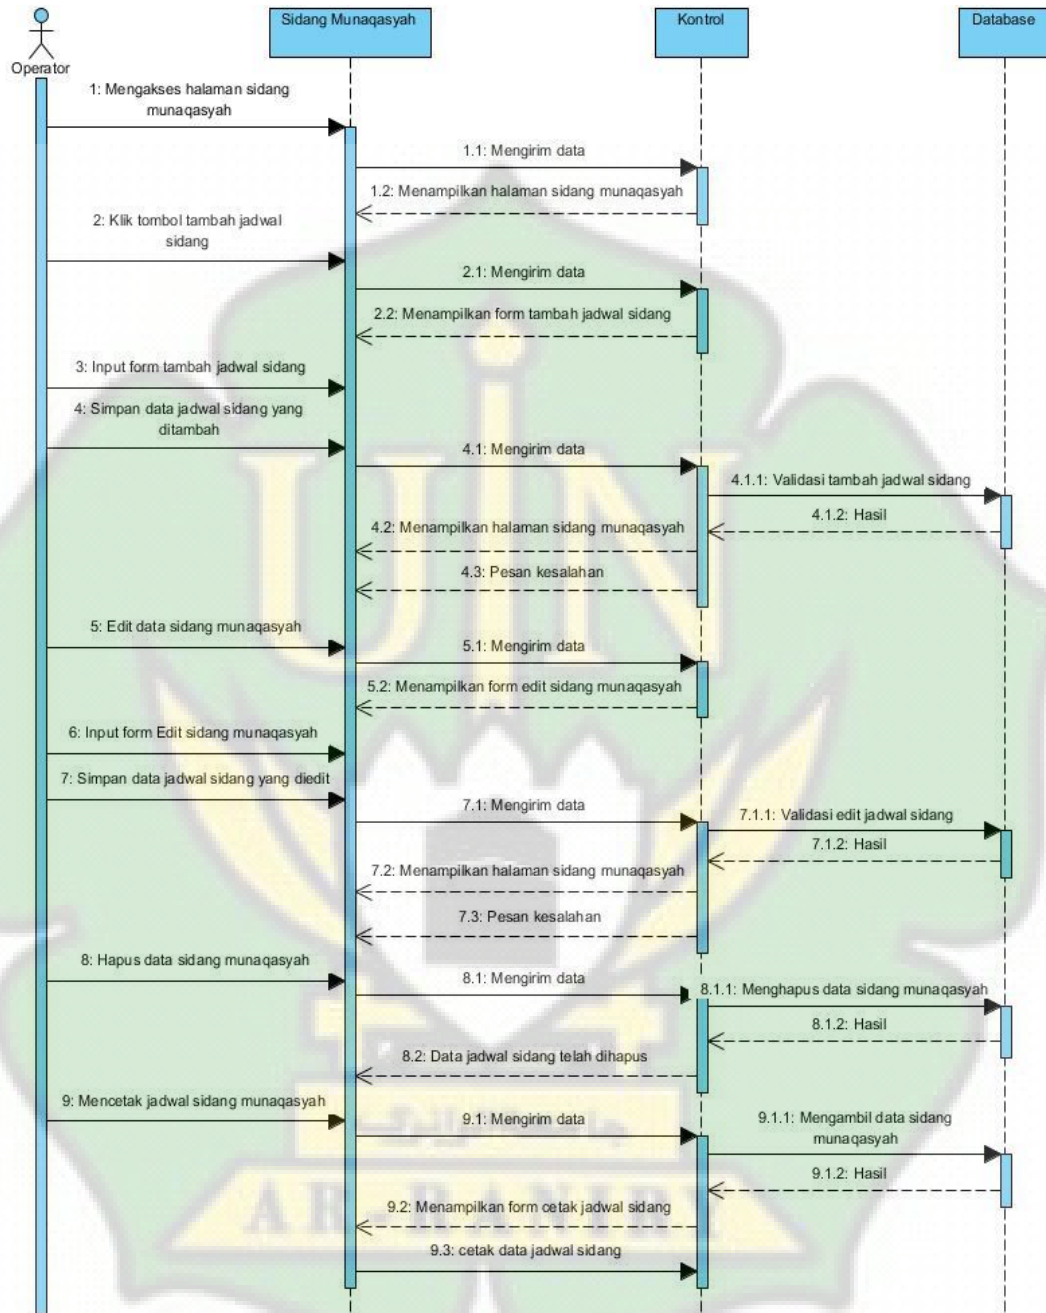 Sidang Munaqasyah
Kontrol
Database
Operator
1: Mengakses halaman sidang
munaqasyah
1.1: Mengirim data
1.2: Menampilkan halaman sidang munaqasyah
2: Klik tombol tambah jadwal
sidang
2.1: Mengirim data
2.2: Menampilkan form tambah jadwal sidang
3: Input form tambah jadwal sidang
4: Simpan data jadwal sidang yang
ditambah
4.1: Mengirim data
4.1.1: Validasi tambah jadwal sidang
4.1.2: Hasil
4.2: Menampilkan halaman sidang munaqasyah
4.3: Pesan kesalahan
5: Edit data sidang munaqasyah
5.1: Mengirim data
5.2: Menampilkan form edit sidang munaqasyah
6: Input form Edit sidang munaqasyah
7: Simpan data jadwal sidang yang diedit
7.1: Mengirim data
7.1.1: Validasi edit jadwal sidang
7.1.2: Hasil
7.2: Menampilkan halaman sidang munaqasyah
7.3: Pesan kesalahan
8: Hapus data sidang munaqasyah
8.1: Mengirim data
8.1.1: Menghapus data sidang munaqasyah
8.1.2: Hasil
8.2: Data jadwal sidang telah dihapus
9: Mencetak jadwal sidang munaqasyah
9.1: Mengirim data
9.1.1: Mengambil data sidang
munaqasyah
9.1.2: Hasil
9.2: Menampilkan form cetak jadwal sidang
9.3: cetak data jadwal sidang
UIN
AR-RANIRY